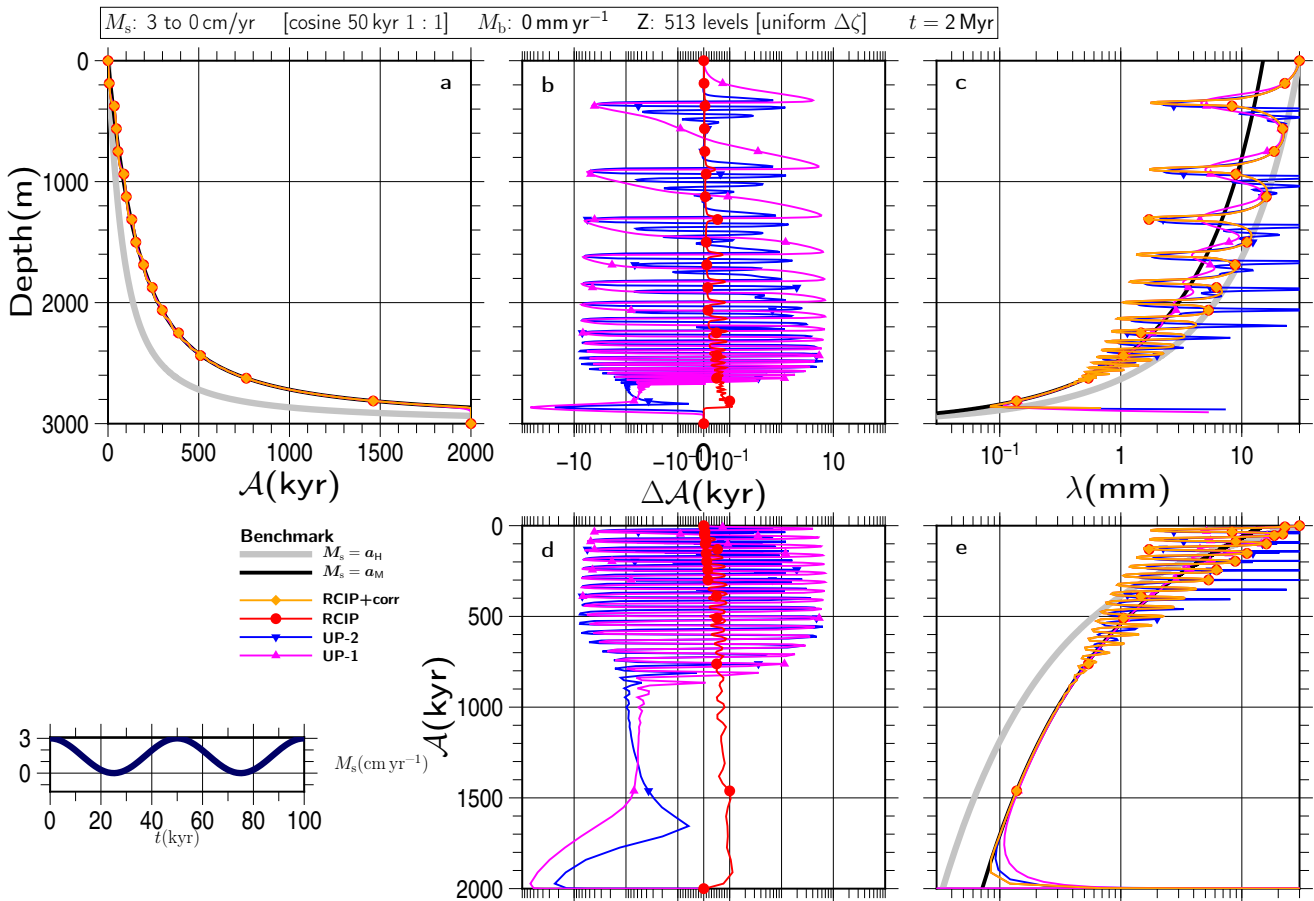 Mₛ: 3 to 0 cm/yr [cosine 50 kyr 1 : 1] M_b: 0 mm yr⁻¹ Z: 513 levels [uniform Δζ] t = 2 Myr
a
b
c
0
1000
2000
3000
Depth(m)
0 500 1000 1500 2000
𝒜(kyr)
−10 −10⁻¹ 0 10⁻¹ 10
Δ𝒜(kyr)
10⁻¹ 1 10
λ(mm)
Benchmark
Mₛ = a_H
Mₛ = a_M
RCIP+corr
RCIP
UP-2
UP-1
3
0
Mₛ(cm yr⁻¹)
0 20 40 60 80 100
t(kyr)
d
e
0
500
1000
1500
2000
𝒜(kyr)